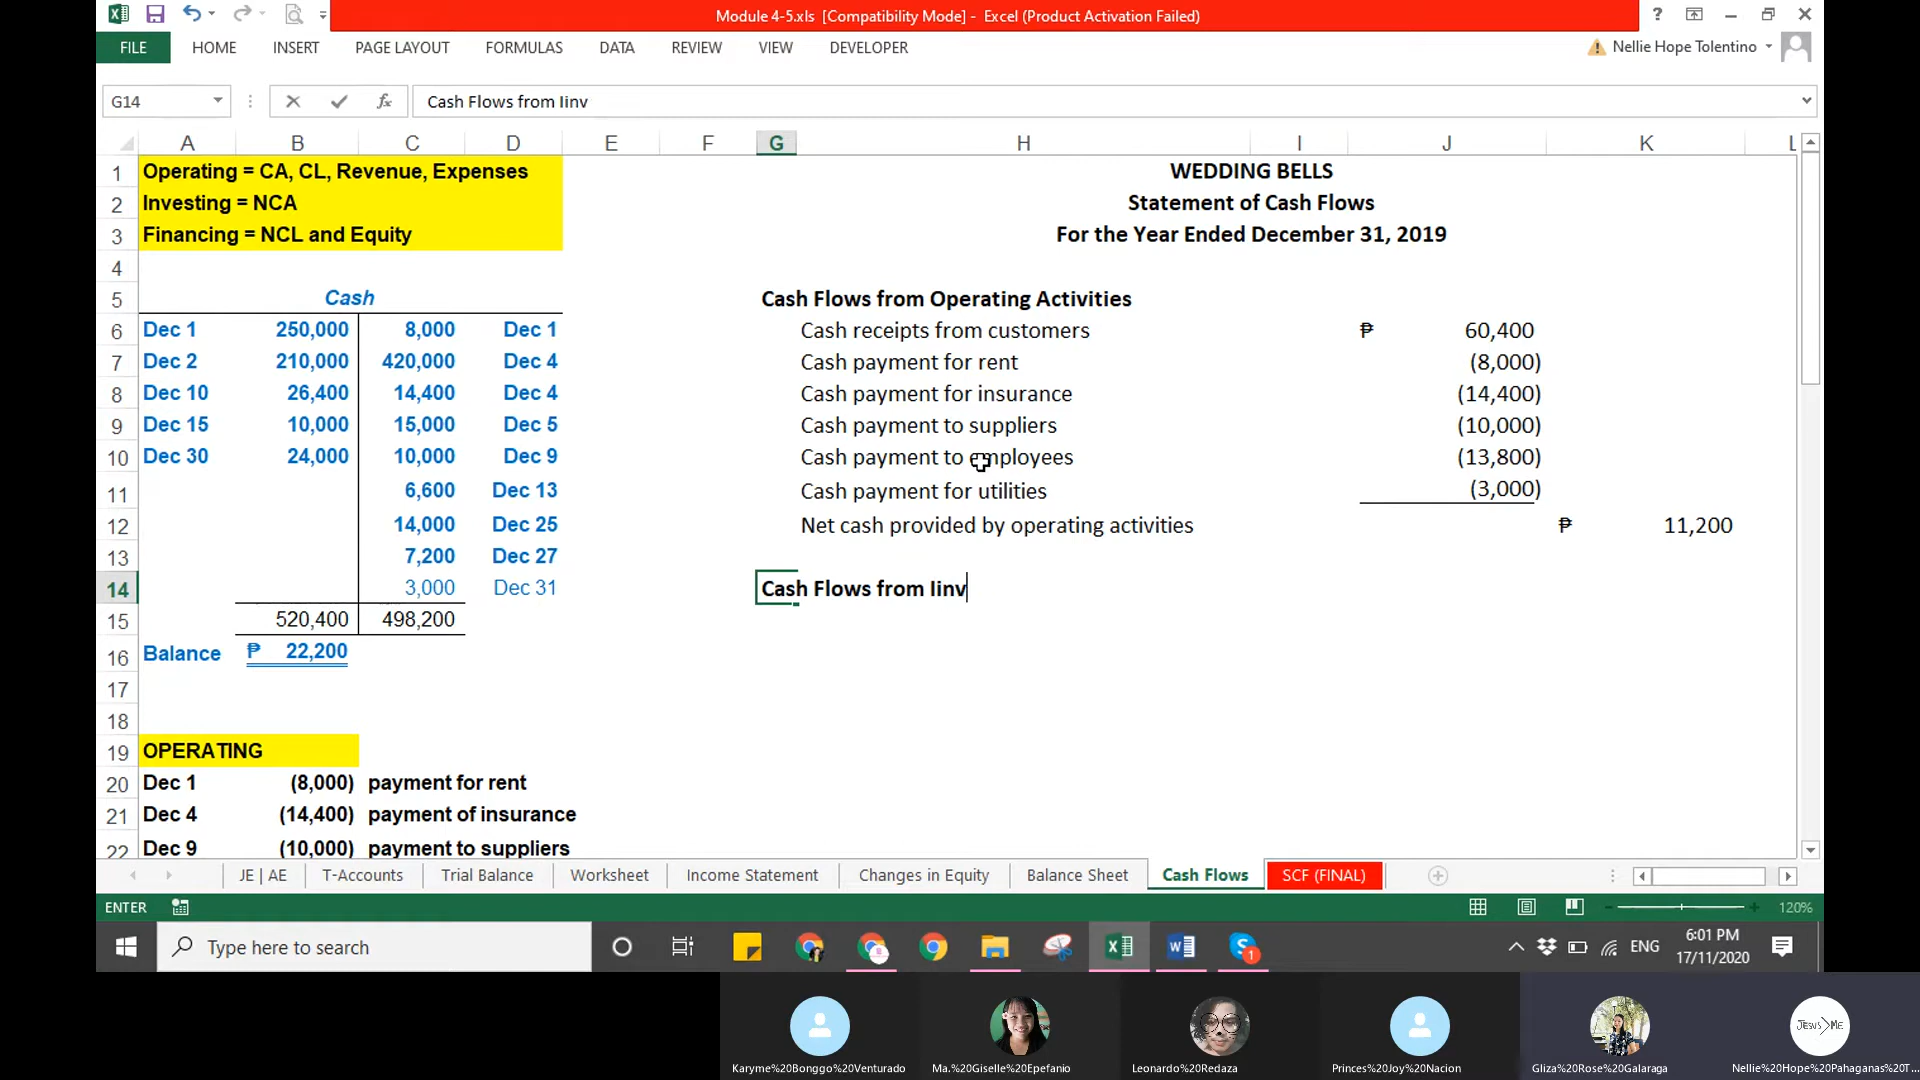 Module 4-5.xls [Compatibility Mode] - Excel (Product Activation Failed)
?
FILE HOME INSERT PAGE LAYOUT FORMULAS DATA REVIEW VIEW DEVELOPER
Nellie Hope Tolentino
G14
fx
Cash Flows from Iinv
A B C D E F G H I J K L
1 Operating = CA, CL, Revenue, Expenses WEDDING BELLS
2 Investing = NCA Statement of Cash Flows
3 Financing = NCL and Equity For the Year Ended December 31, 2019
4
5 Cash Cash Flows from Operating Activities
6 Dec 1 250,000 8,000 Dec 1 Cash receipts from customers ₱ 60,400
7 Dec 2 210,000 420,000 Dec 4 Cash payment for rent (8,000)
8 Dec 10 26,400 14,400 Dec 4 Cash payment for insurance (14,400)
9 Dec 15 10,000 15,000 Dec 5 Cash payment to suppliers (10,000)
10 Dec 30 24,000 10,000 Dec 9 Cash payment to employees (13,800)
11 6,600 Dec 13 Cash payment for utilities (3,000)
12 14,000 Dec 25 Net cash provided by operating activities ₱ 11,200
13 7,200 Dec 27
14 3,000 Dec 31 Cash Flows from Iinv
15 520,400 498,200
16 Balance ₱ 22,200
17
18
19 OPERATING
20 Dec 1 (8,000) payment for rent
21 Dec 4 (14,400) payment of insurance
22 Dec 9 (10,000) payment to suppliers
JE | AE T-Accounts Trial Balance Worksheet Income Statement Changes in Equity Balance Sheet Cash Flows SCF (FINAL)
ENTER 120%
Type here to search
1
ENG
6:01 PM
17/11/2020
JESUS>ME
Karyme%20Bonggo%20Venturado Ma.%20Giselle%20Epefanio Leonardo%20Redaza Princes%20Joy%20Nacion Gliza%20Rose%20Galaraga Nellie%20Hope%20Pahaganas%20T...